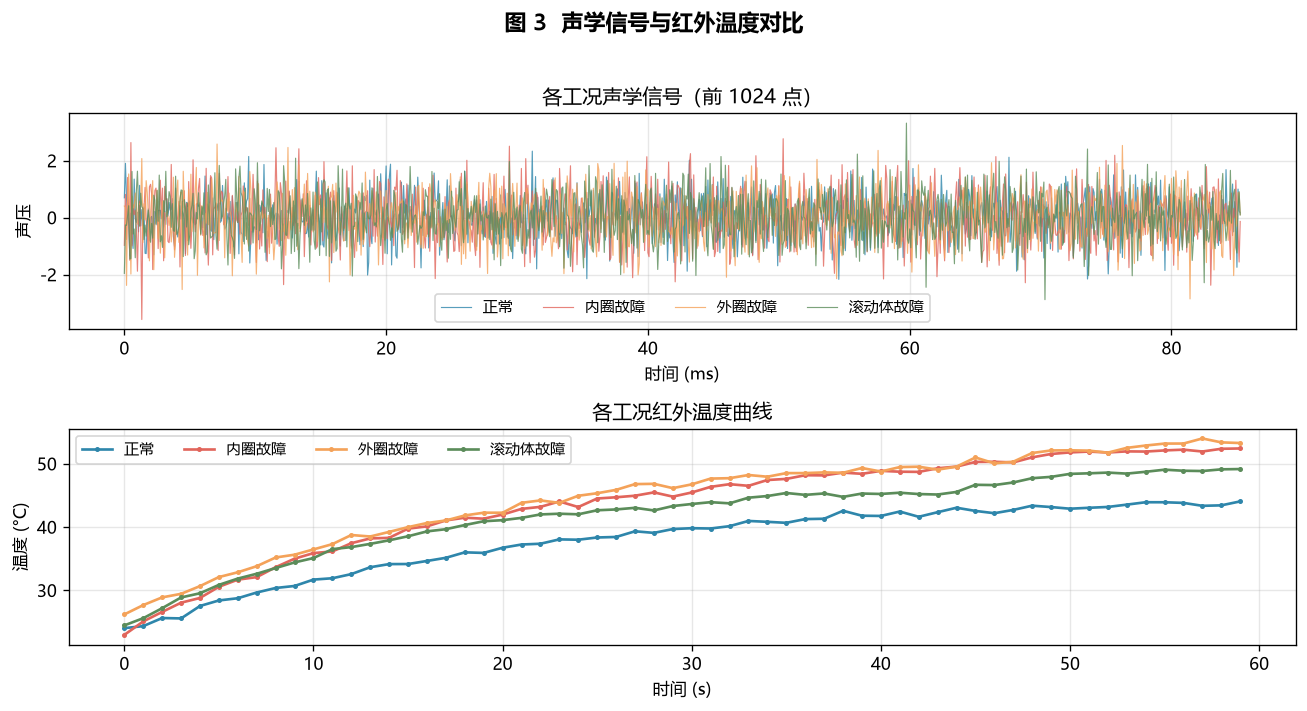 图 3 声学信号与红外温度对比
各工况声学信号（前 1024 点）
声压
2
0
-2
正常 内圈故障 外圈故障 滚动体故障
0 20 40 60 80
时间 (ms)
各工况红外温度曲线
正常 内圈故障 外圈故障 滚动体故障
温度 (°C)
50
40
30
0 10 20 30 40 50 60
时间 (s)